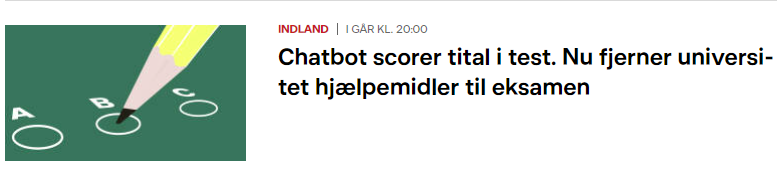 INDLAND | I GÅR KL. 20:00
Chatbot scorer tital i test. Nu fjerner universi-
tet hjælpemidler til eksamen
A
B
C